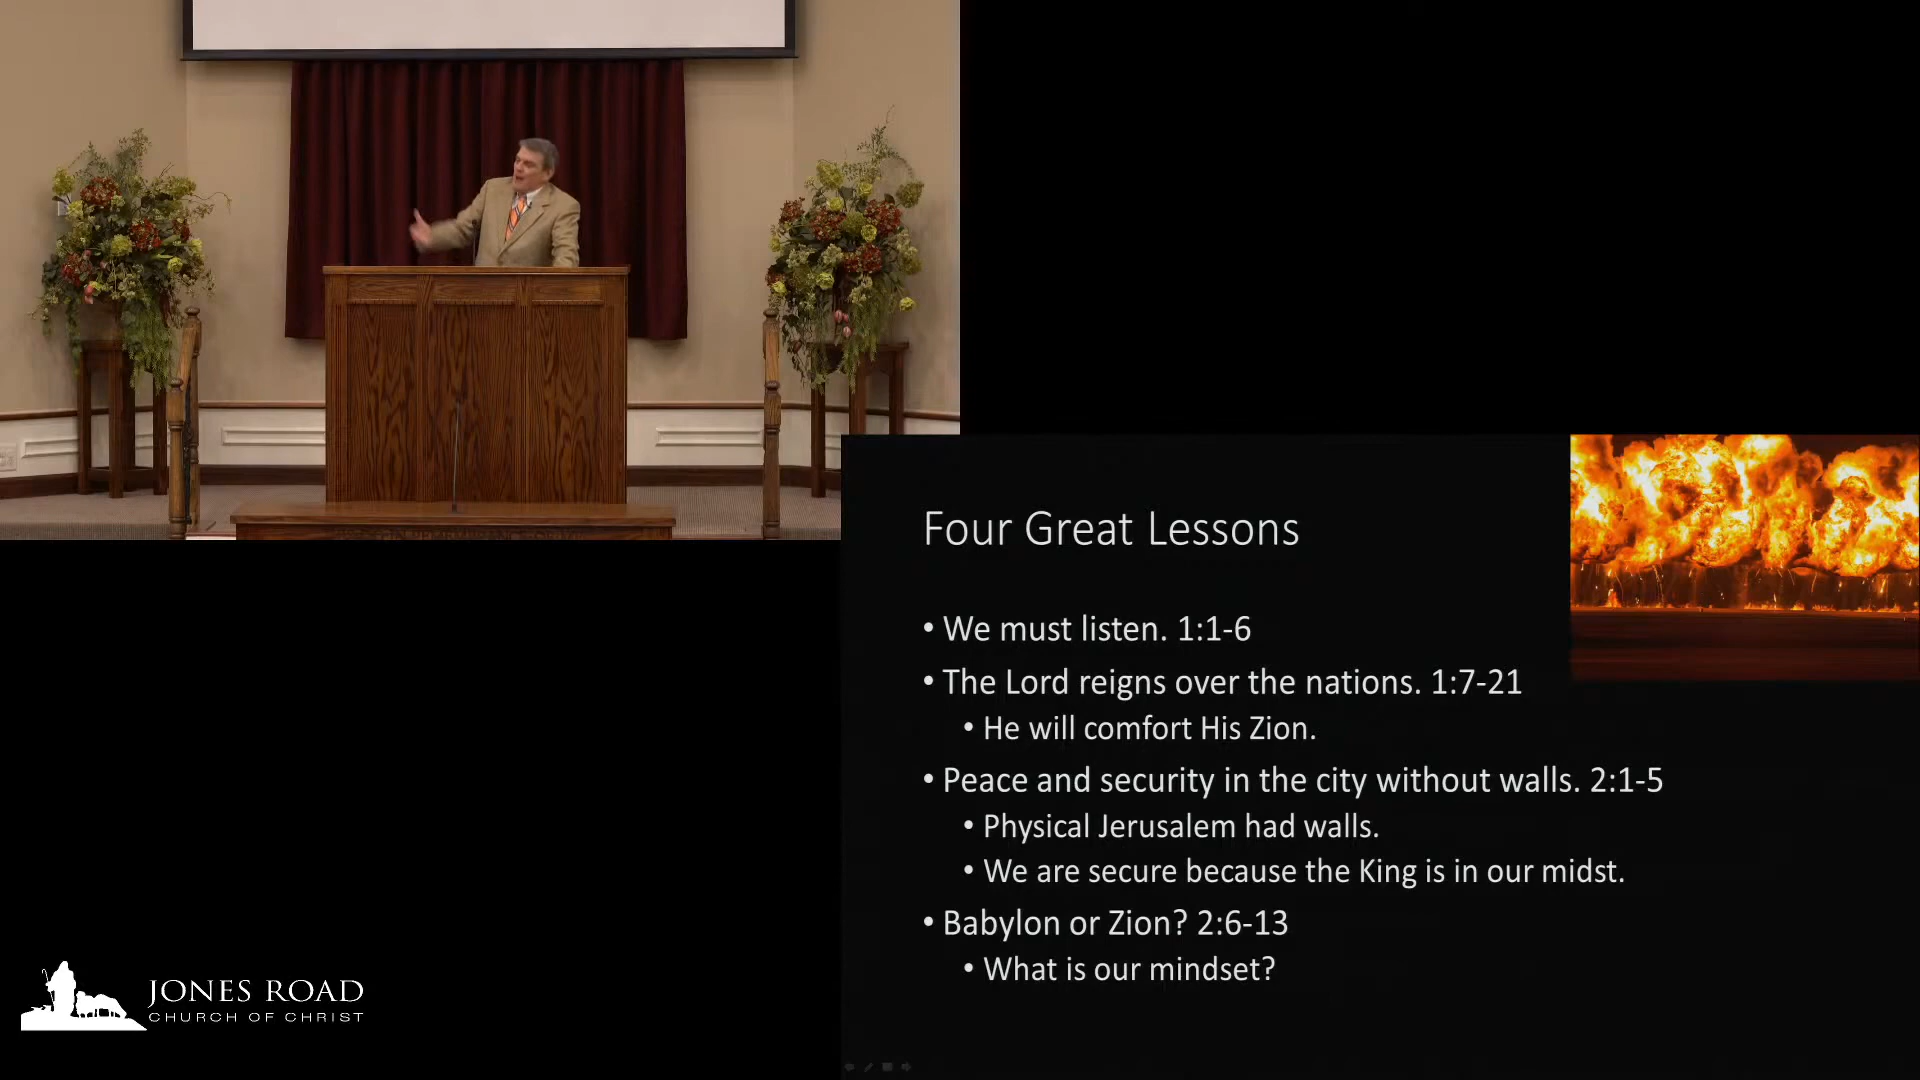 Four Great Lessons
• We must listen. 1:1-6
• The Lord reigns over the nations. 1:7-21
• He will comfort His Zion.
• Peace and security in the city without walls. 2:1-5
• Physical Jerusalem had walls.
• We are secure because the King is in our midst.
• Babylon or Zion? 2:6-13
• What is our mindset?
JONES ROAD
CHURCH OF CHRIST